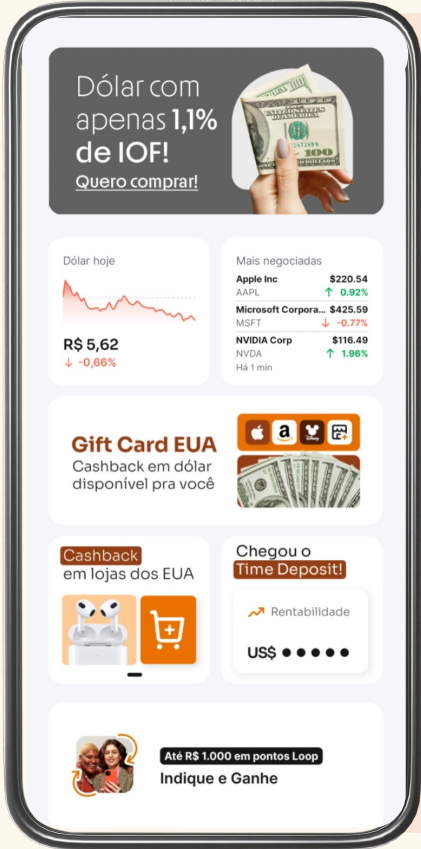 Dólar com
apenas 1,1%
de IOF!
Quero comprar!
Dólar hoje
R$ 5,62
↓ -0,66%
Mais negociadas
Apple Inc $220.54
AAPL ↑ 0.92%
Microsoft Corpora... $425.59
MSFT ↓ -0.77%
NVIDIA Corp $116.49
NVDA ↑ 1.96%
Há 1 min
Gift Card EUA
Cashback em dólar
disponível pra você
a
Disney
Cashback
em lojas dos EUA
Chegou o
Time Deposit!
Rentabilidade
US$ ● ● ● ● ●
Até R$ 1.000 em pontos Loop
Indique e Ganhe